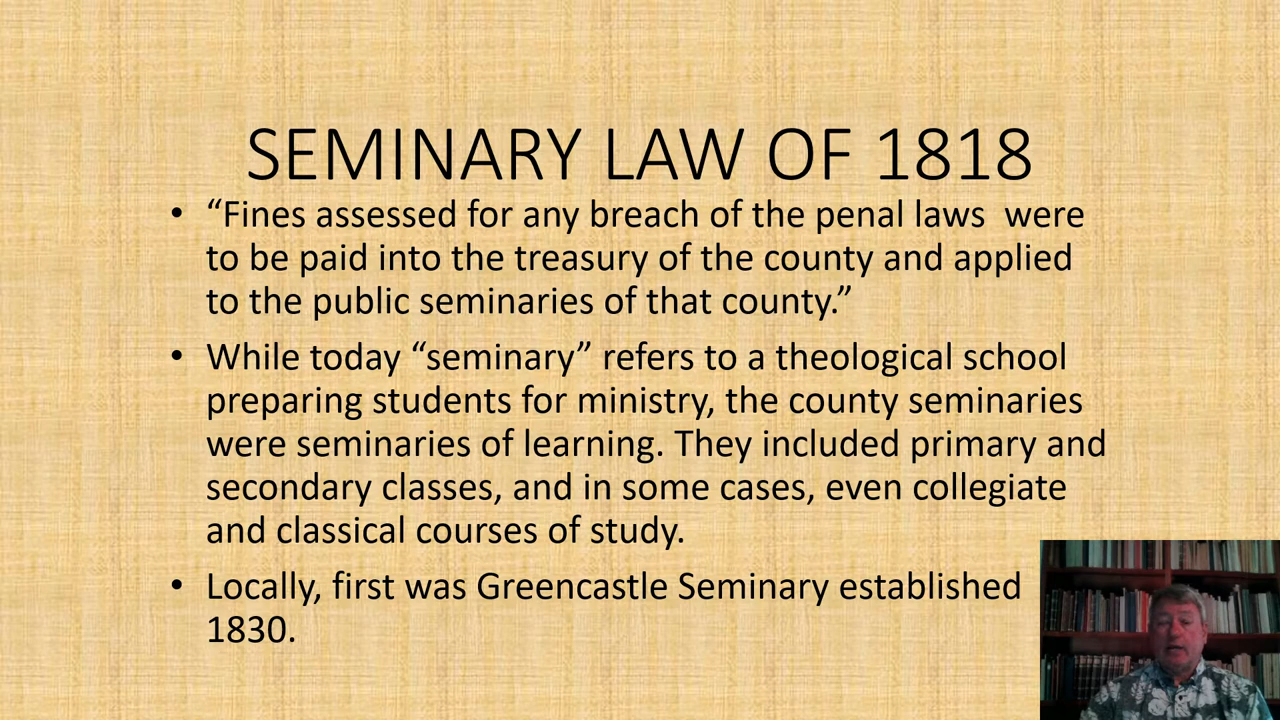 SEMINARY LAW OF 1818
• “Fines assessed for any breach of the penal laws  were
to be paid into the treasury of the county and applied
to the public seminaries of that county.”
• While today “seminary” refers to a theological school
preparing students for ministry, the county seminaries
were seminaries of learning. They included primary and
secondary classes, and in some cases, even collegiate
and classical courses of study.
• Locally, first was Greencastle Seminary established
1830.